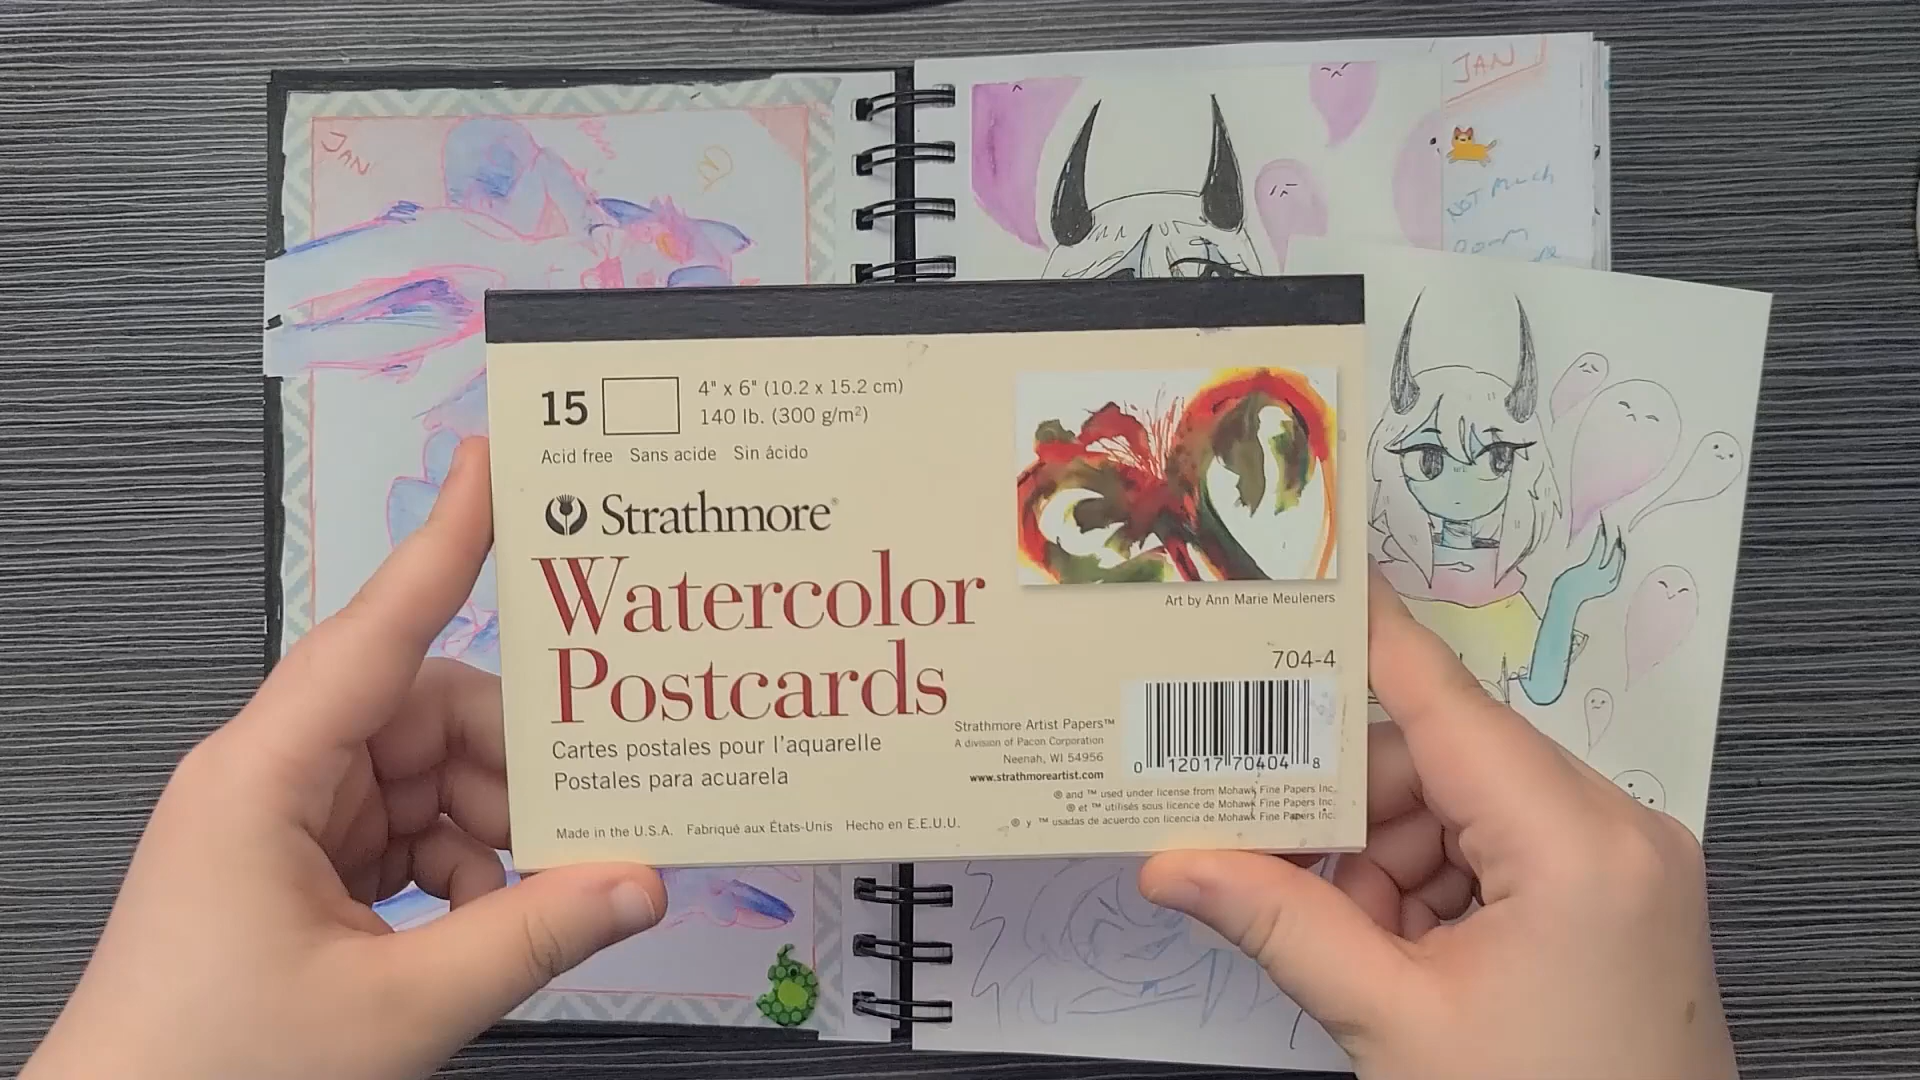 JAN
JAN
NOT Much
Room
15
4" x 6" (10.2 x 15.2 cm)
140 lb. (300 g/m²)
Acid free Sans acide Sin ácido
Strathmore®
Watercolor
Postcards
Cartes postales pour l'aquarelle
Postales para acuarela
Made in the U.S.A. Fabriqué aux États-Unis Hecho en E.E.U.U.
Art by Ann Marie Meuleners
704-4
Strathmore Artist Papers™
A division of Pacon Corporation
Neenah, WI 54956
www.strathmoreartist.com
0 12017 70404 8
® and ™ used under license from Mohawk Fine Papers Inc.
® et ™ utilisés sous licence de Mohawk Fine Papers Inc.
® y ™ usadas de acuerdo con licencia de Mohawk Fine Papers Inc.